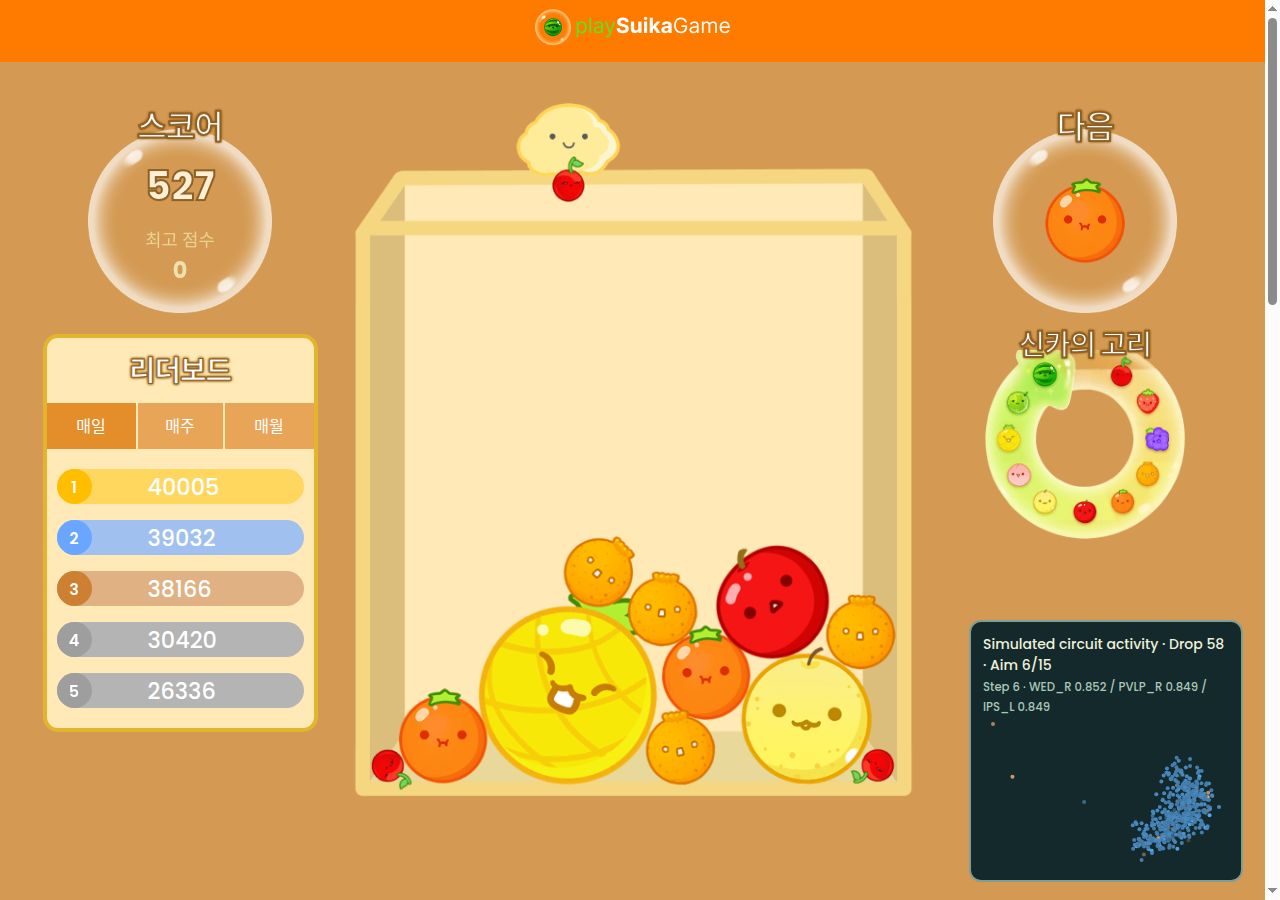 playSuikaGame
스코어
527
최고 점수
0
리더보드
매일
매주
매월
1 40005
2 39032
3 38166
4 30420
5 26336
다음
신카의 고리
Simulated circuit activity · Drop 58
· Aim 6/15
Step 6 · WED_R 0.852 / PVLP_R 0.849 /
IPS_L 0.849